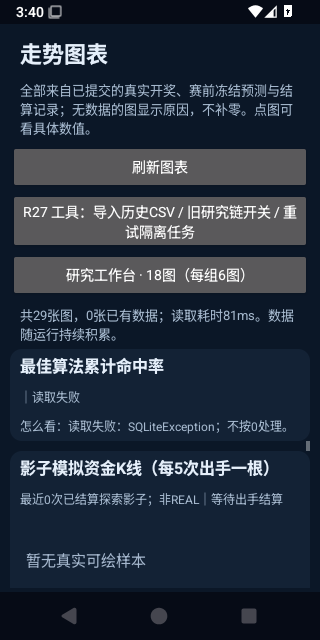 3:40
走势图表
全部来自已提交的真实开奖、赛前冻结预测与结
算记录；无数据的图显示原因，不补零。点图可
看具体数值。
刷新图表
R27 工具：导入历史CSV / 旧研究链开关 / 重
试隔离任务
研究工作台 · 18图（每组6图）
共29张图，0张已有数据；读取耗时81ms。数据
随运行持续积累。
最佳算法累计命中率
｜读取失败
怎么看：读取失败：SQLiteException；不按0处理。
影子模拟资金K线（每5次出手一根）
最近0次已结算探索影子；非REAL｜等待出手结算
暂无真实可绘样本